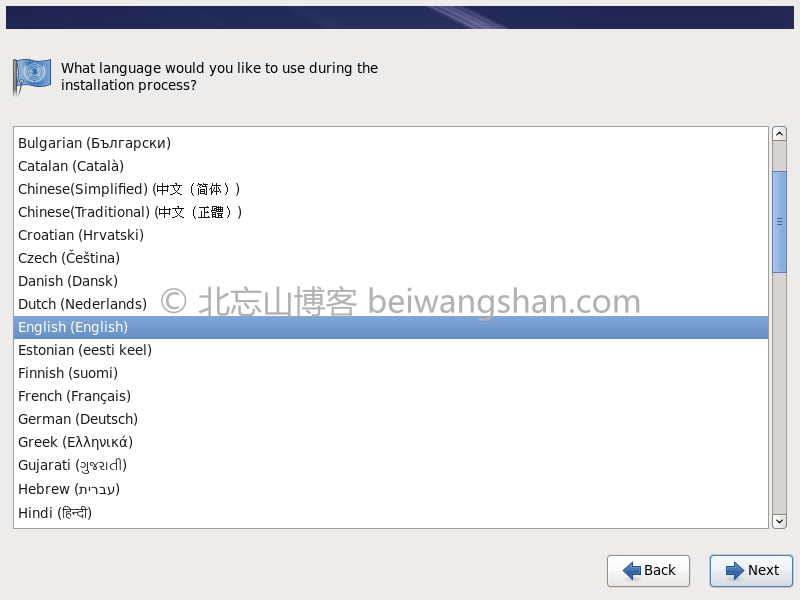 What language would you like to use during the
installation process?
Bulgarian (Български)
Catalan (Català)
Chinese(Simplified) (中文（简体）)
Chinese(Traditional) (中文（正體）)
Croatian (Hrvatski)
Czech (Čeština)
Danish (Dansk)
Dutch (Nederlands)
© 北忘山博客 beiwangshan.com
English (English)
Estonian (eesti keel)
Finnish (suomi)
French (Français)
German (Deutsch)
Greek (Ελληνικά)
Gujarati (ગુજરાતી)
Hebrew (עברית)
Hindi (हिन्दी)
Back
Next